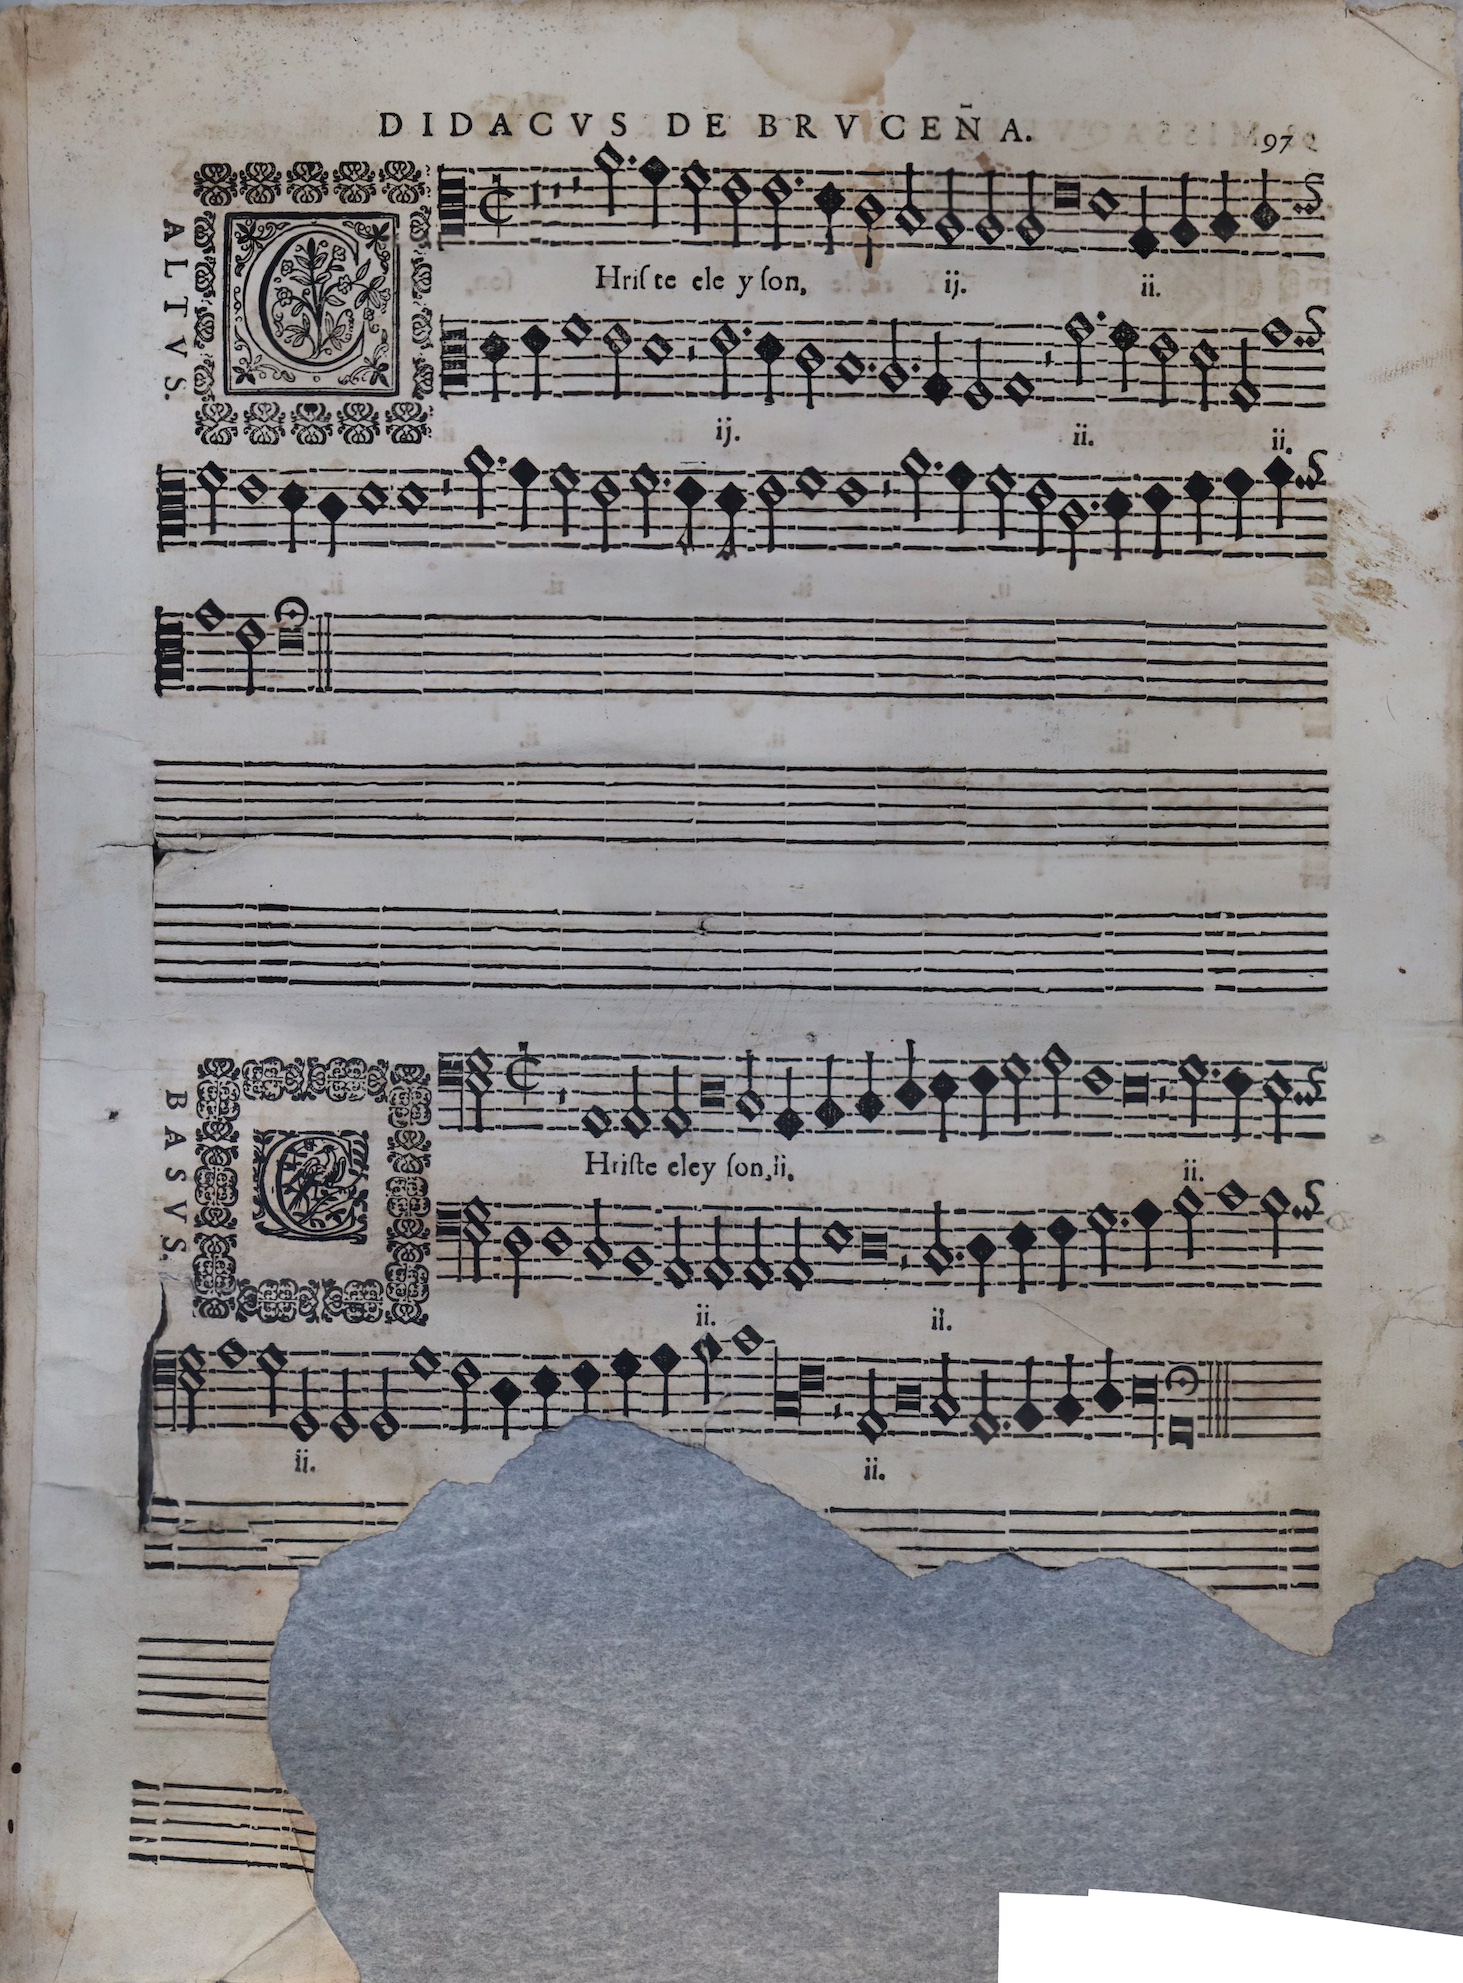 DIDACVS DE BRVCEÑA.
97
ALTVS.
C
Hriſte ele y ſon, ij. ii.
ij. ii. ii.
BASVS.
C
Hriſte eley ſon, ii. ii.
ii. ii.
ii. ii.